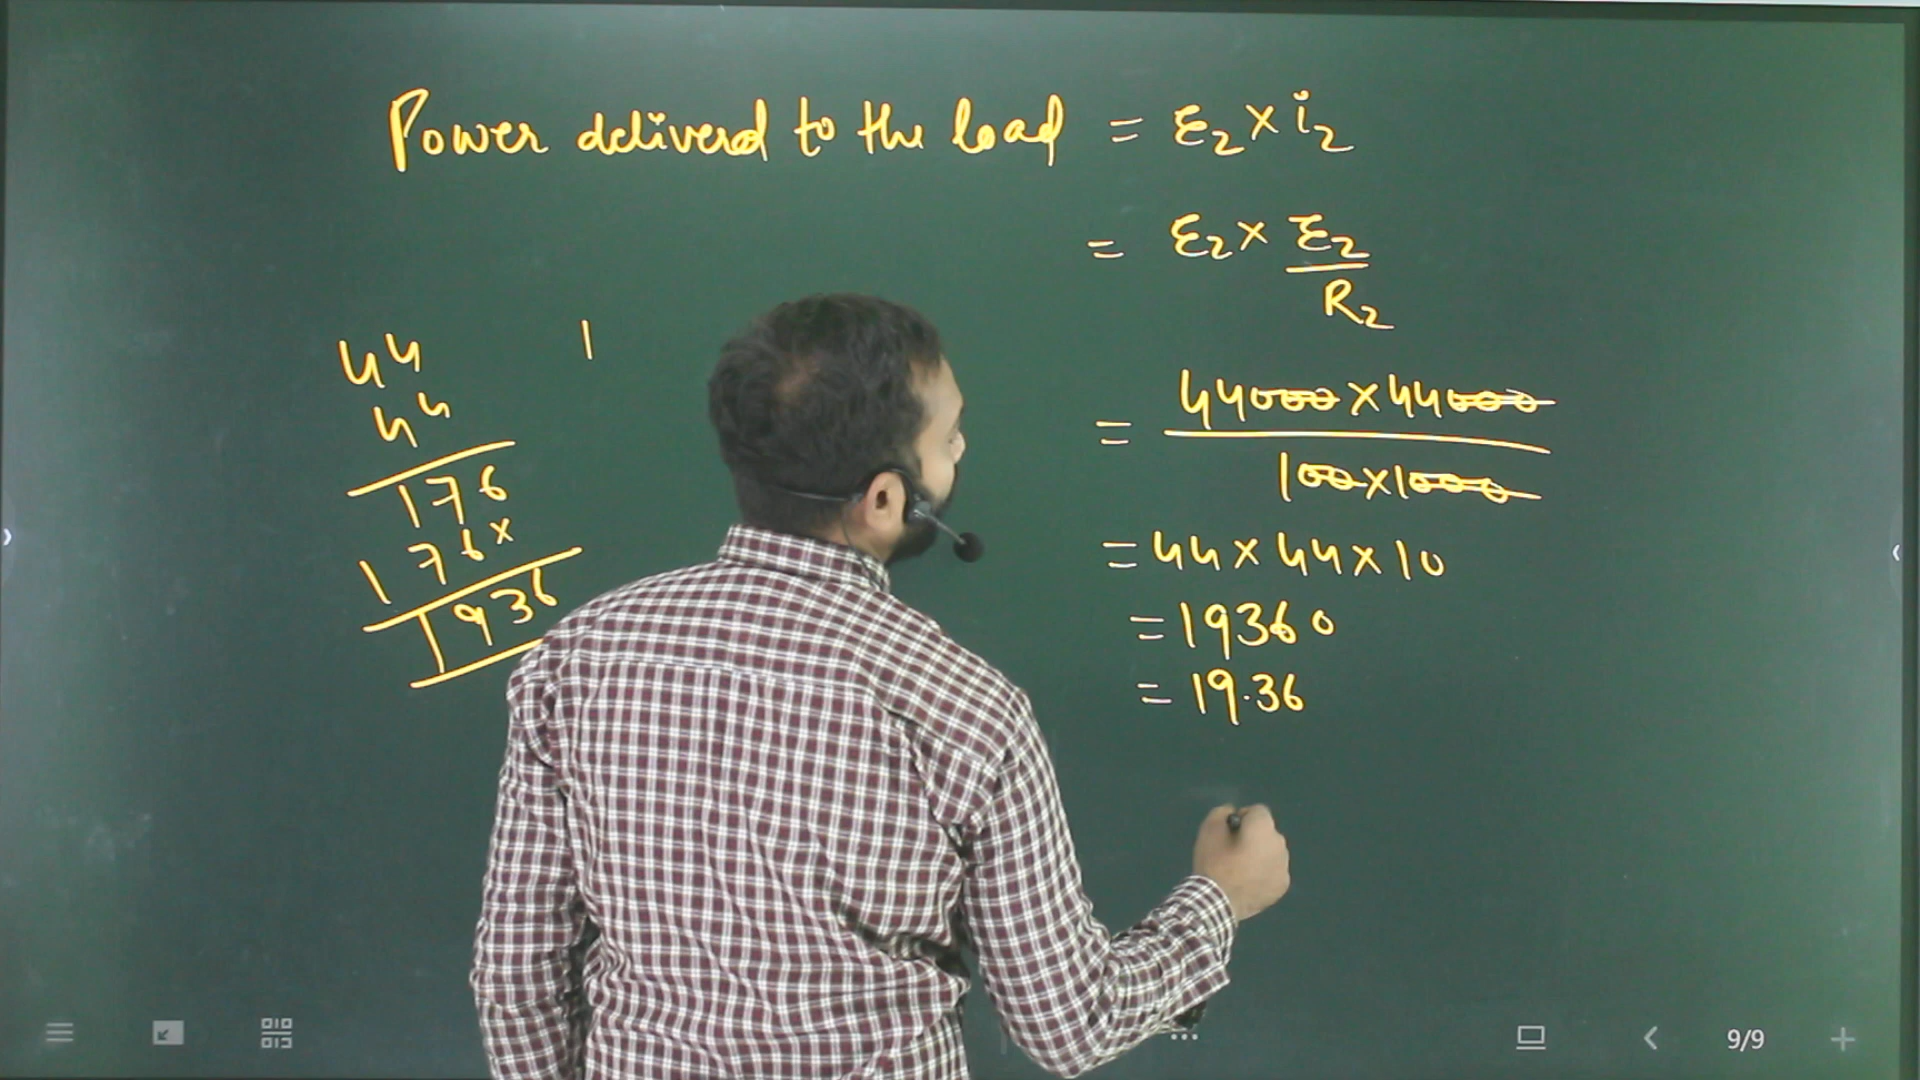 Power deliverd to the load = ε2 × i2
= ε2 × ε2 / R2
44
44
176
176×
1936
1
= 44000 × 44000 / 100 × 1000
= 44 × 44 × 10
= 19360
= 19.36
9/9